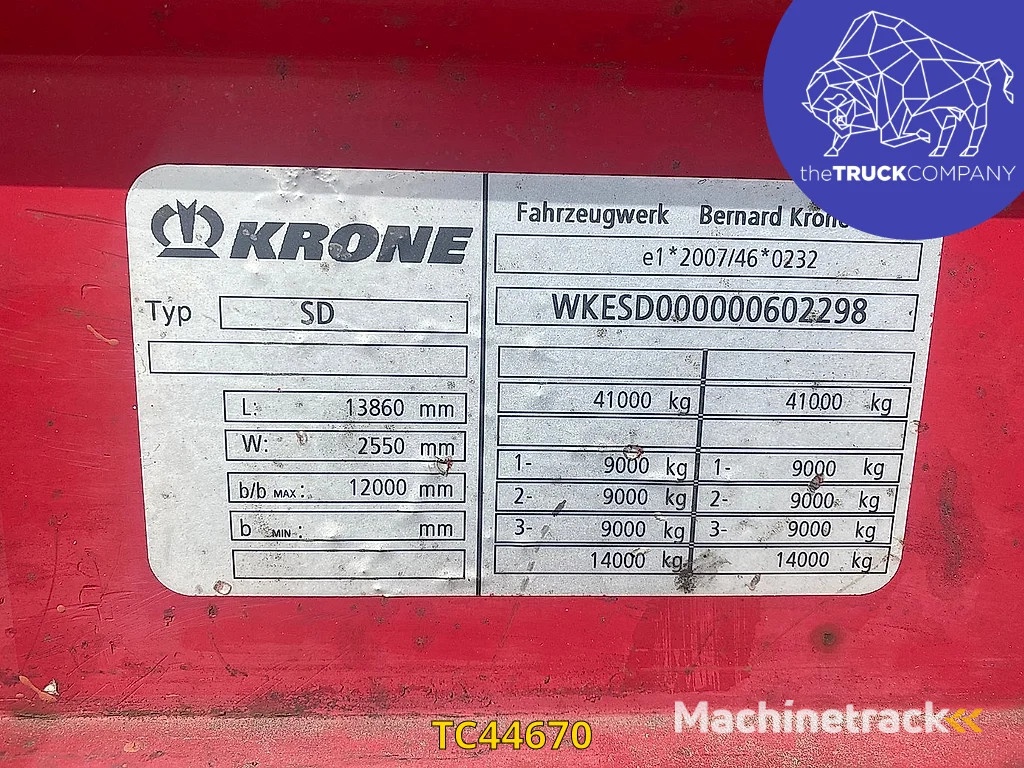 theTRUCKCOMPANY
KRONE
Fahrzeugwerk Bernard Krone
e1*2007/46*0232
Typ SD
WKESD000000602298
L: 13860 mm
W: 2550 mm
b/b MAX: 12000 mm
b MIN: mm
41000 kg 41000 kg
1- 9000 kg 1- 9000 kg
2- 9000 kg 2- 9000 kg
3- 9000 kg 3- 9000 kg
14000 kg 14000 kg
Machinetrack
TC44670